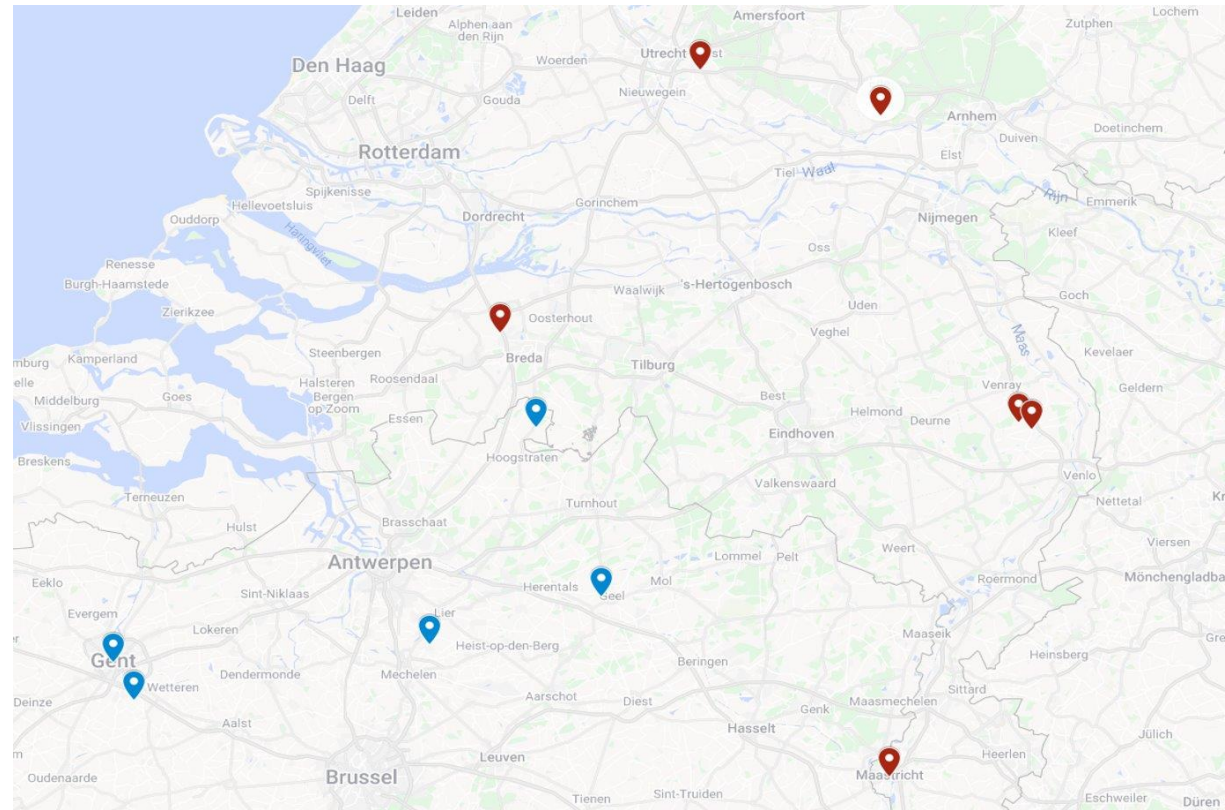 Leiden
Alphen aan
den Rijn
Amersfoort
Lochem
Zutphen
Utrecht
Woerden
Den Haag
Nieuwegein
Delft
Gouda
Arnhem
Duiven
Doetinchem
Rotterdam
Elst
Tiel
Waal
Spijkenisse
Rijn
Emmerik
Hellevoetsluis
Gorinchem
Dordrecht
Nijmegen
Ouddorp
Haringvliet
Kleef
Oss
Renesse
Burgh-Haamstede
Waalwijk
's-Hertogenbosch
Goch
Zierikzee
Uden
Oosterhout
Veghel
Maas
Steenbergen
Breda
Kevelaer
mburg
Kamperland
Tilburg
elle
Halsteren
Roosendaal
Venray
Geldern
Middelburg
Goes
Bergen
op Zoom
Best
Helmond
Deurne
Essen
Vlissingen
Eindhoven
Breskens
Hoogstraten
Venlo
Terneuzen
Turnhout
Valkenswaard
Nettetal
Kr
Hulst
Brasschaat
Viersen
Weert
Antwerpen
Lommel
Pelt
Mönchengladba
Eeklo
Herentals
Mol
Roermond
Sint-Niklaas
Geel
Evergem
Lier
Lokeren
Maaseik
Gre
Heist-op-den-Berg
Heinsberg
Gent
Beringen
Dendermonde
Mechelen
Wetteren
Sittard
Deinze
Aarschot
Diest
Genk
Maasmechelen
Aalst
Hasselt
Jülich
Leuven
Heerlen
Oudenaarde
Brussel
Maastricht
Tienen
Sint-Truiden
Eschweiler
Düren